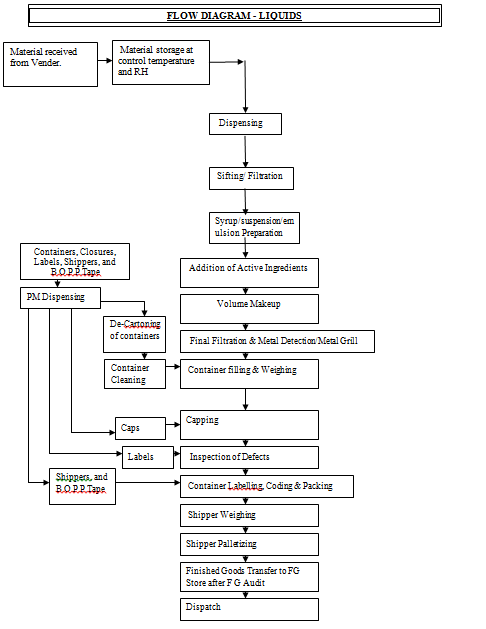 FLOW DIAGRAM - LIQUIDS
Material received
from Vender.
Material storage at
control temperature
and RH
Dispensing
Sifting/ Filtration
Syrup/suspension/em
ulsion Preparation
Containers, Closures,
Labels, Shippers, and
B.O.P.P.Tape
Addition of Active Ingredients
PM Dispensing
Volume Makeup
De-Cartoning
of containers
Final Filtration & Metal Detection/Metal Grill
Container
Cleaning
Container filling & Weighing
Caps
Capping
Labels
Inspection of Defects
Shippers, and
B.O.P.P.Tape
Container Labelling, Coding & Packing
Shipper Weighing
Shipper Palletizing
Finished Goods Transfer to FG
Store after F G Audit
Dispatch